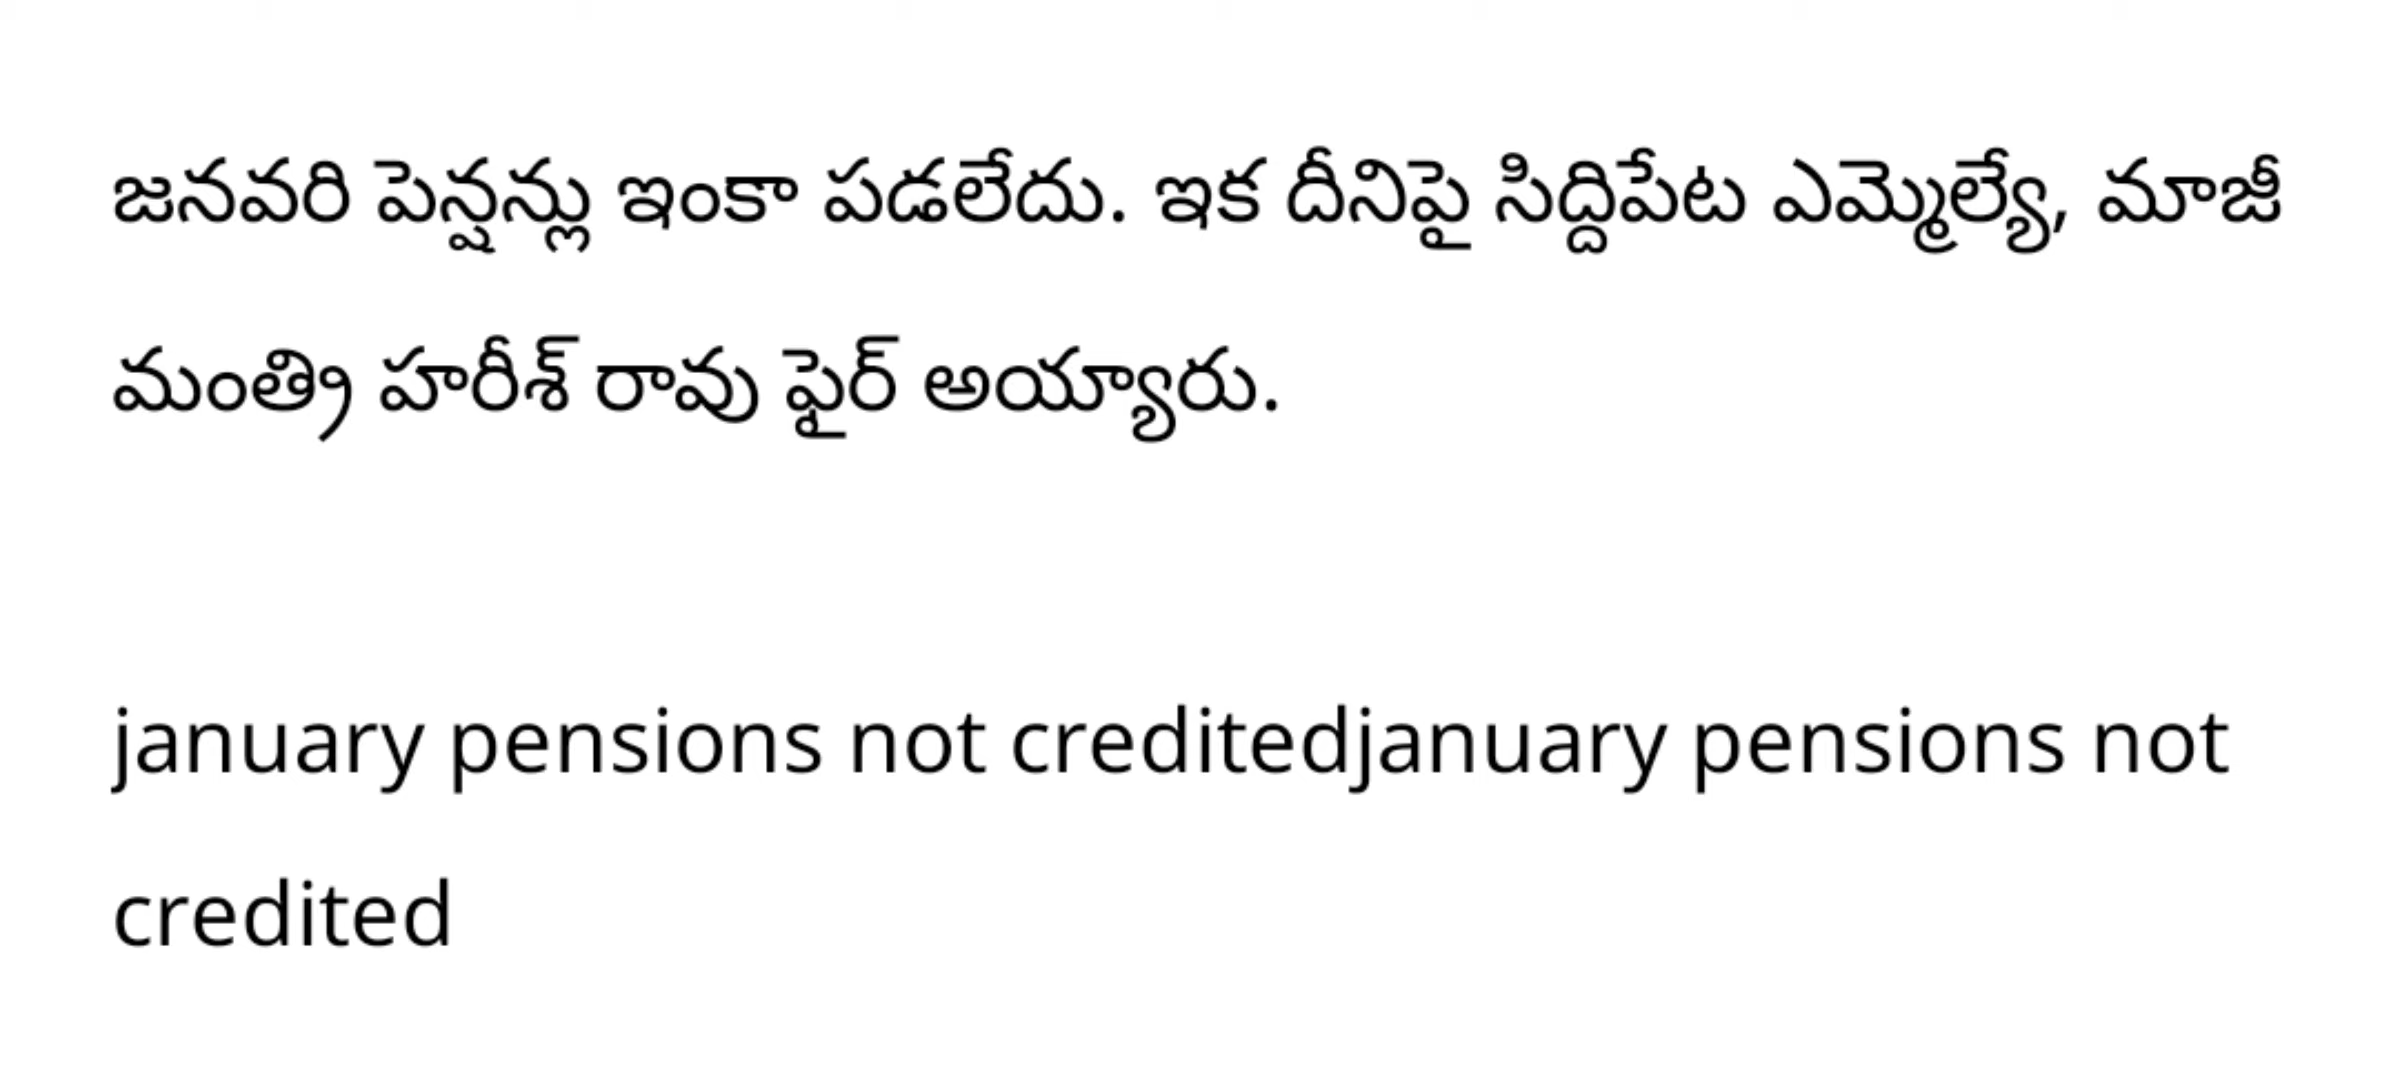 జనవరి పెన్షన్లు ఇంకా పడలేదు. ఇక దీనిపై సిద్దిపేట ఎమ్మెల్యే, మాజీ
మంత్రి హరీశ్ రావు ఫైర్ అయ్యారు.
january pensions not creditedjanuary pensions not
credited